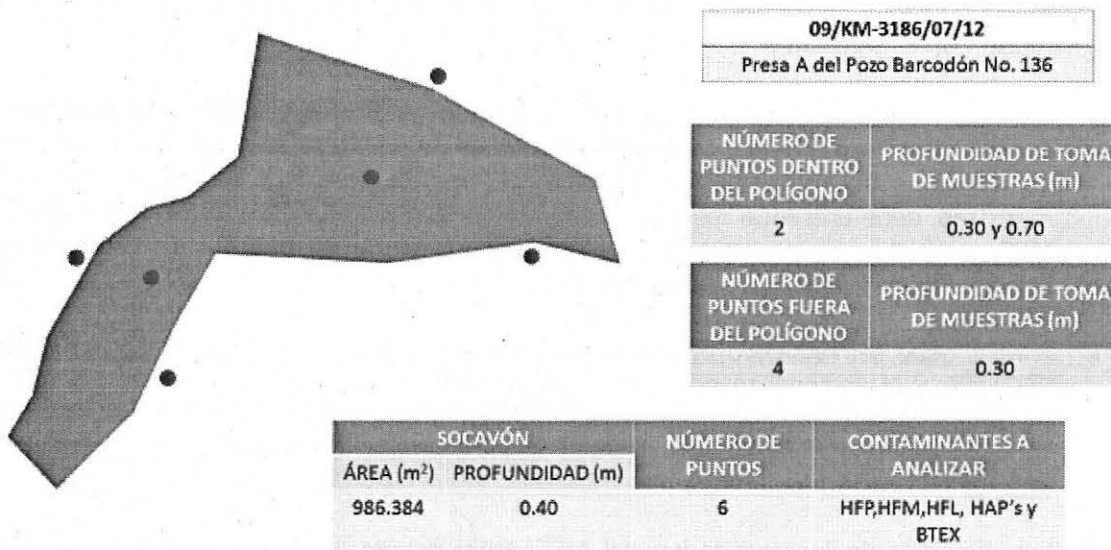 09/KM-3186/07/12
Presa A del Pozo Barcodón No. 136
NÚMERO DE
PUNTOS DENTRO
DEL POLÍGONO
PROFUNDIDAD DE TOMA
DE MUESTRAS (m)
2
0.30 y 0.70
NÚMERO DE
PUNTOS FUERA
DEL POLÍGONO
PROFUNDIDAD DE TOMA
DE MUESTRAS (m)
4
0.30
SOCAVÓN
NÚMERO DE
PUNTOS
CONTAMINANTES A
ANALIZAR
ÁREA (m²)
PROFUNDIDAD (m)
986.384
0.40
6
HFP,HFM,HFL, HAP's y
BTEX